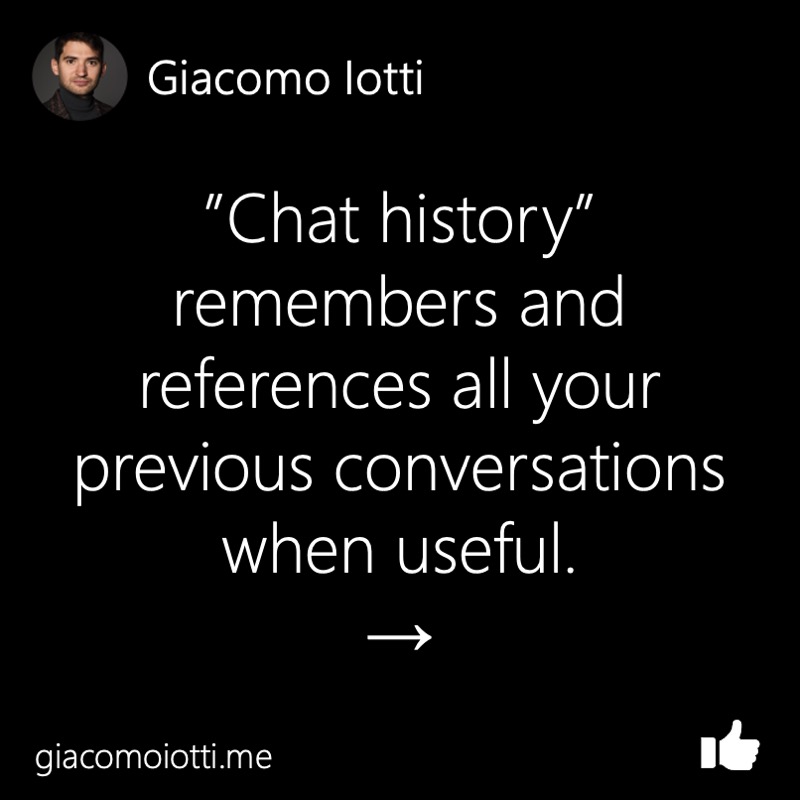 Giacomo Iotti
"Chat history"
remembers and
references all your
previous conversations
when useful.
→
giacomoiotti.me